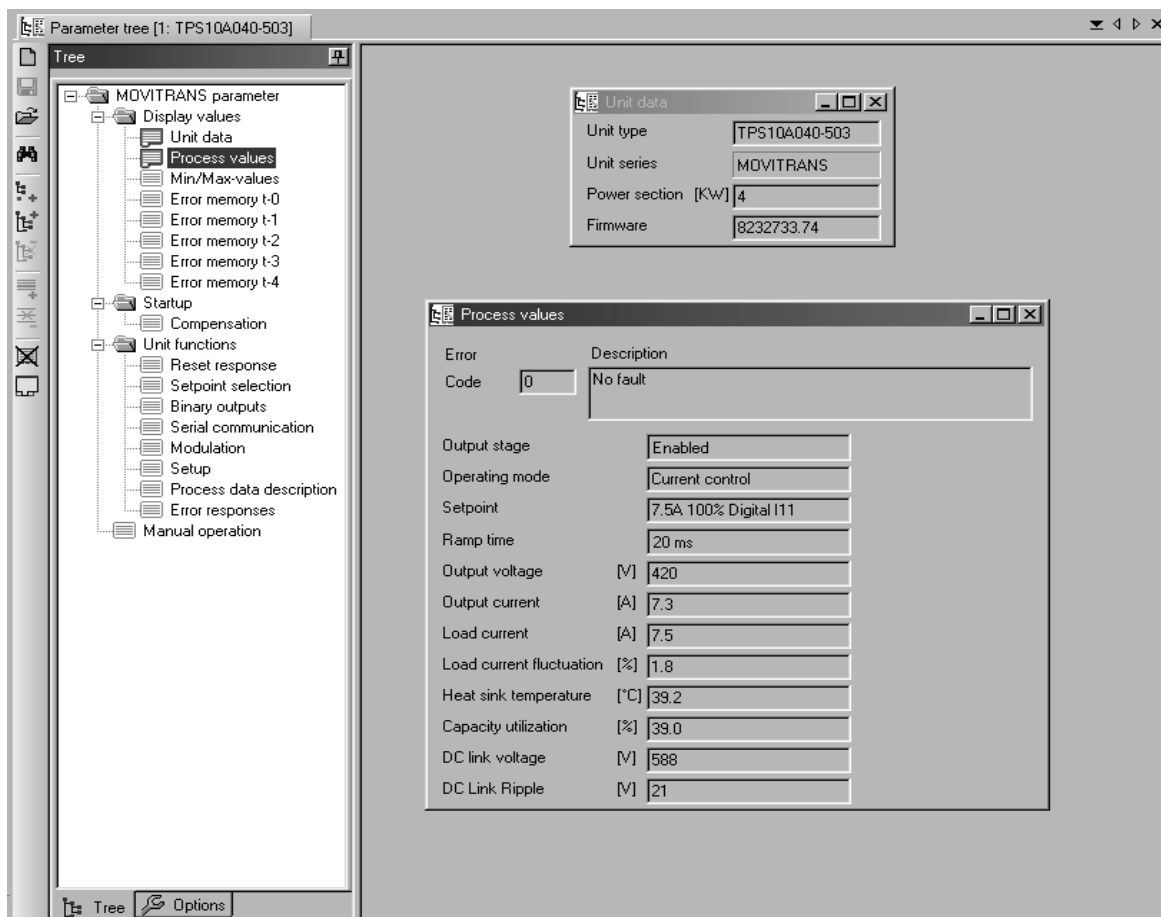 Parameter tree [1: TPS10A040-503]
Tree
MOVITRANS parameter
Display values
Unit data
Process values
Min/Max-values
Error memory t-0
Error memory t-1
Error memory t-2
Error memory t-3
Error memory t-4
Startup
Compensation
Unit functions
Reset response
Setpoint selection
Binary outputs
Serial communication
Modulation
Setup
Process data description
Error responses
Manual operation
Tree Options
Unit data
Unit type TPS10A040-503
Unit series MOVITRANS
Power section [KW] 4
Firmware 8232733.74
Process values
Error Description
Code 0 No fault
Output stage Enabled
Operating mode Current control
Setpoint 7.5A 100% Digital I11
Ramp time 20 ms
Output voltage [V] 420
Output current [A] 7.3
Load current [A] 7.5
Load current fluctuation [%] 1.8
Heat sink temperature [°C] 39.2
Capacity utilization [%] 39.0
DC link voltage [V] 588
DC Link Ripple [V] 21